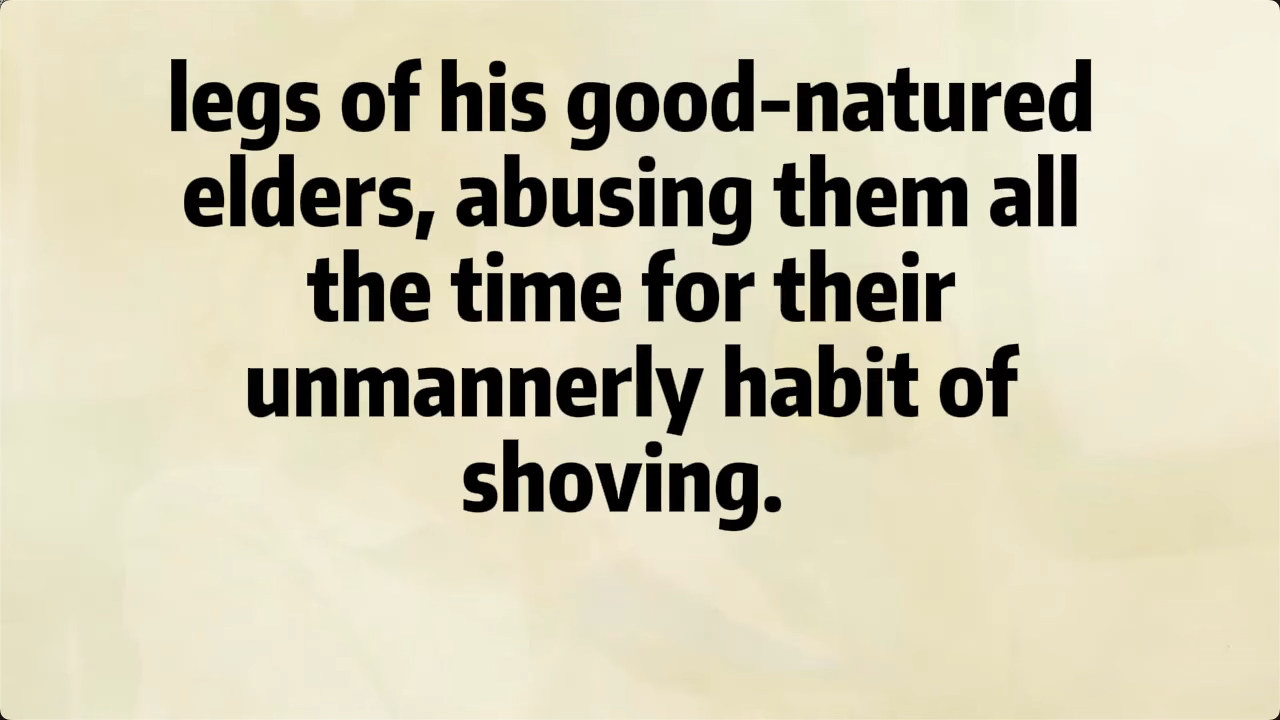 legs of his good-natured
elders, abusing them all
the time for their
unmannerly habit of
shoving.